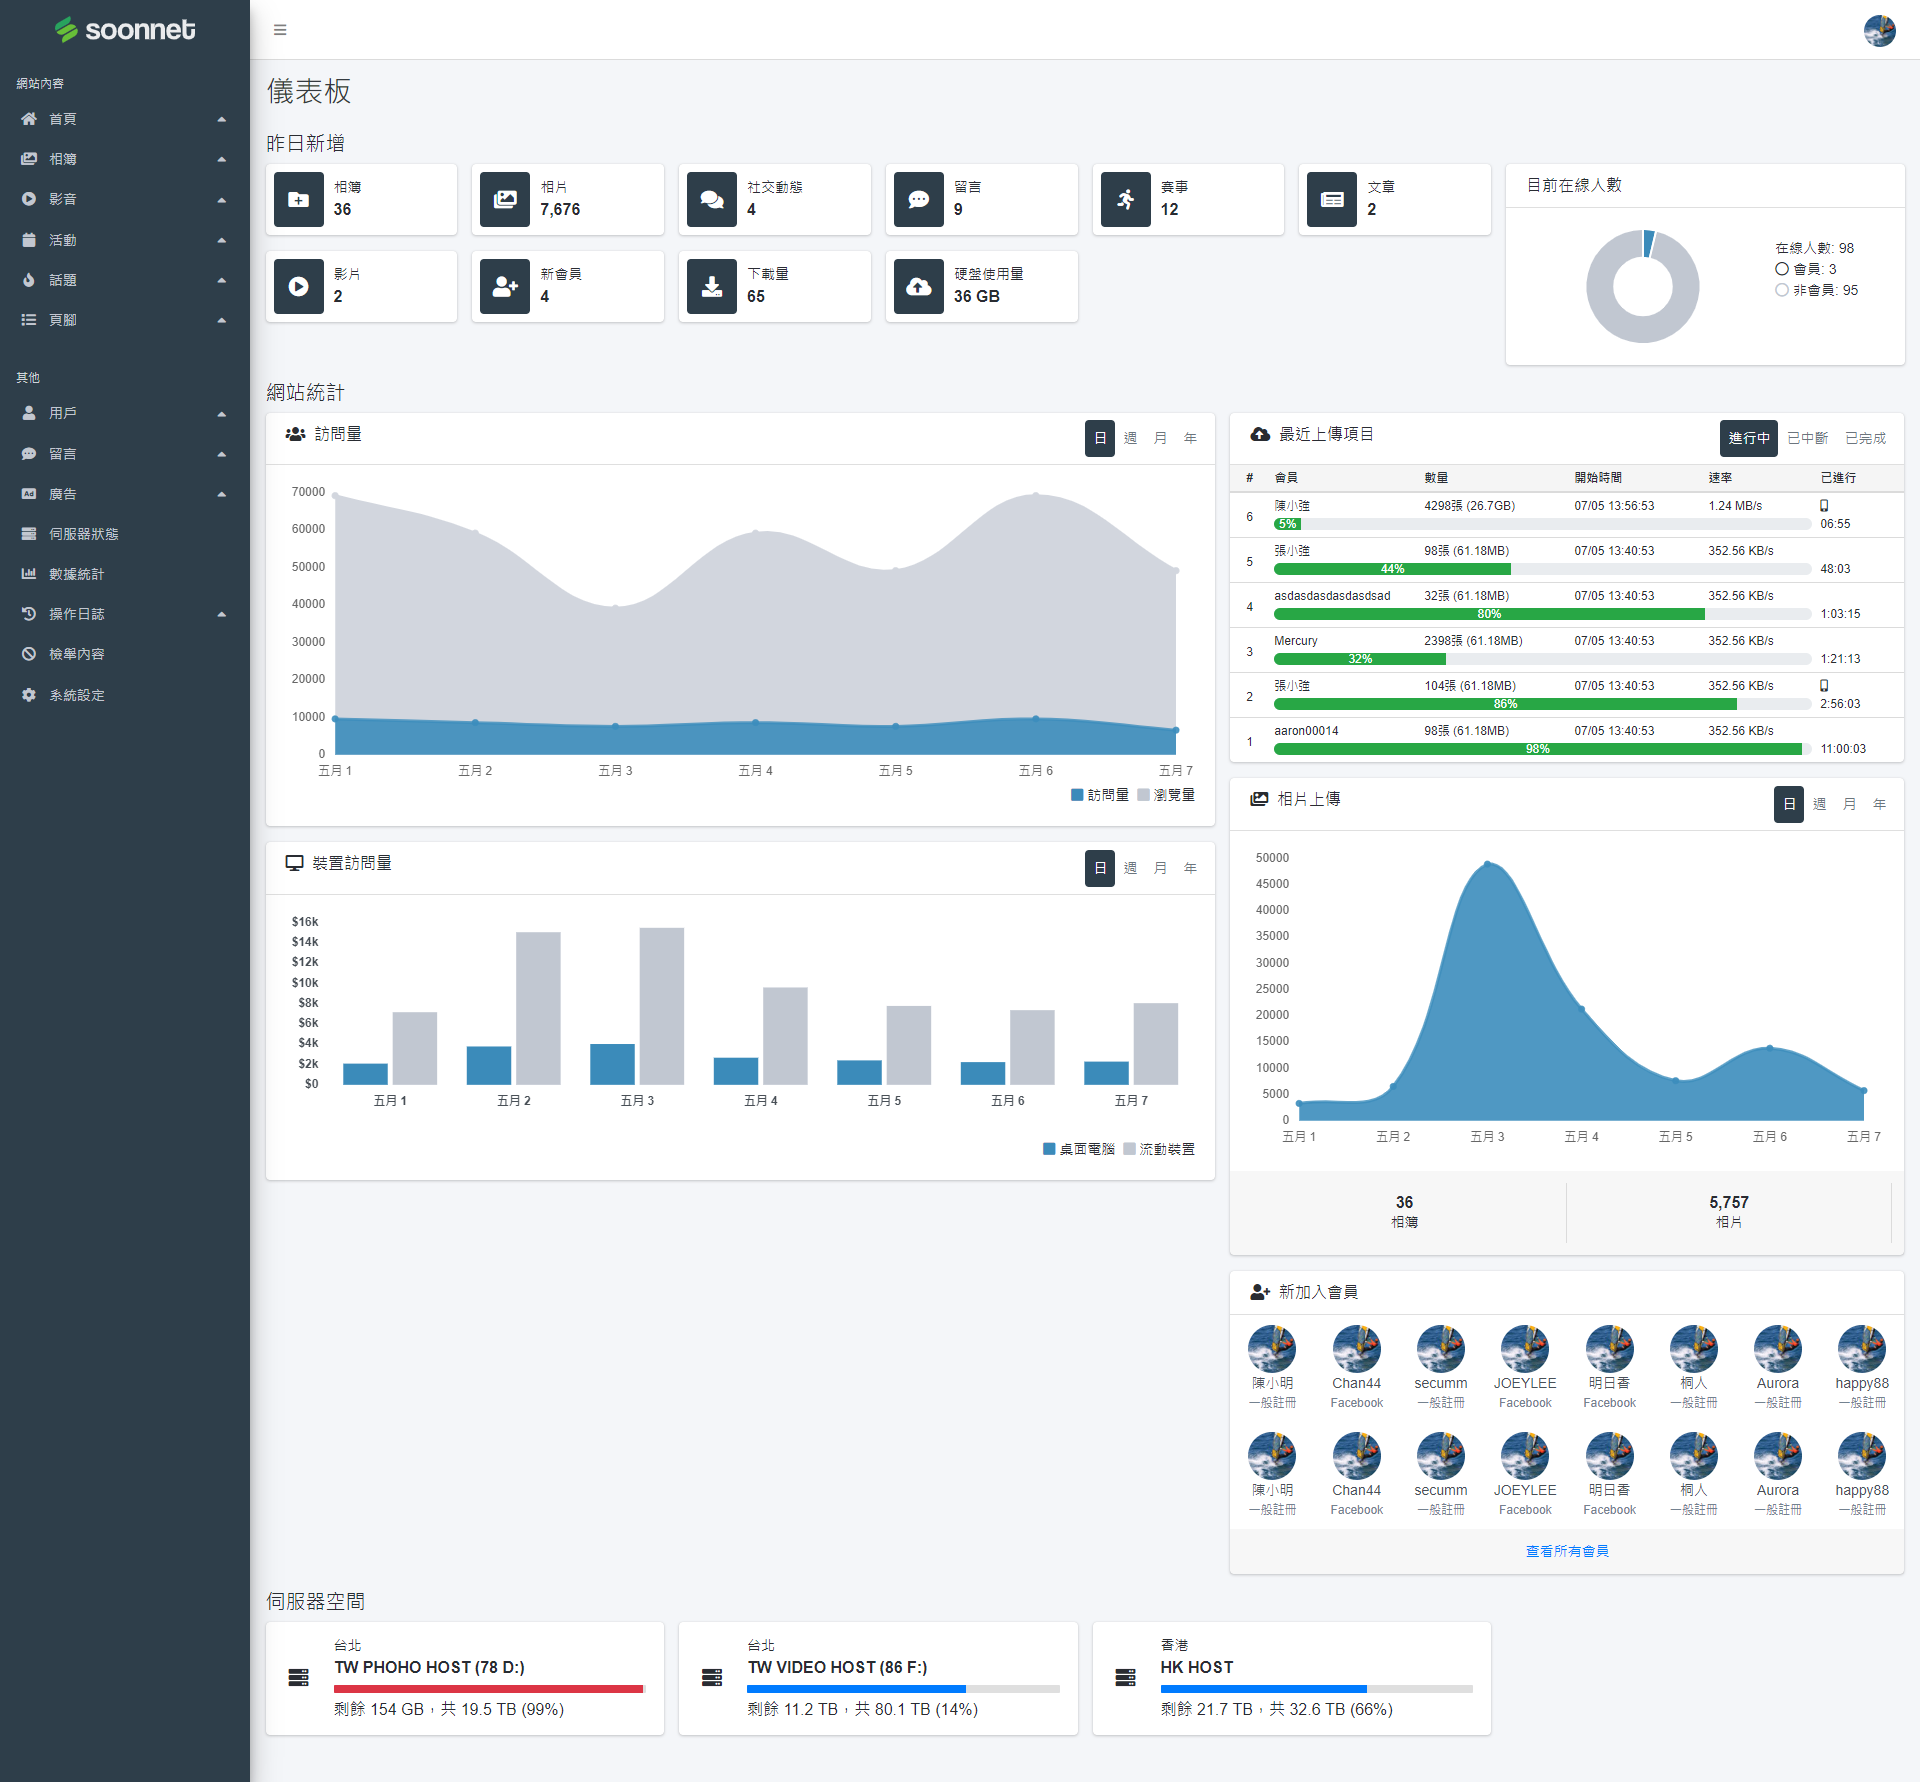 soonnet
網站內容
首頁
相簿
影音
活動
話題
頁腳
其他
用戶
留言
Ad 廣告
伺服器狀態
數據統計
操作日誌
檢舉內容
系統設定
儀表板
昨日新增
相簿
36
相片
7,676
社交動態
4
留言
9
賽事
12
文章
2
影片
2
新會員
4
下載量
65
硬盤使用量
36 GB
目前在線人數
在線人數: 98
會員: 3
非會員: 95
網站統計
訪問量
日 週 月 年
70000
60000
50000
40000
30000
20000
10000
0
五月 1 五月 2 五月 3 五月 4 五月 5 五月 6 五月 7
訪問量 瀏覽量
裝置訪問量
日 週 月 年
$16k
$14k
$12k
$10k
$8k
$6k
$4k
$2k
$0
五月 1 五月 2 五月 3 五月 4 五月 5 五月 6 五月 7
桌面電腦 流動裝置
最近上傳項目
進行中 已中斷 已完成
# 會員 數量 開始時間 速率 已進行
6 陳小強 4298張 (26.7GB) 07/05 13:56:53 1.24 MB/s
5% 06:55
5 張小強 98張 (61.18MB) 07/05 13:40:53 352.56 KB/s
44% 48:03
4 asdasdasdasdasdsad 32張 (61.18MB) 07/05 13:40:53 352.56 KB/s
80% 1:03:15
3 Mercury 2398張 (61.18MB) 07/05 13:40:53 352.56 KB/s
32% 1:21:13
2 張小強 104張 (61.18MB) 07/05 13:40:53 352.56 KB/s
86% 2:56:03
1 aaron00014 98張 (61.18MB) 07/05 13:40:53 352.56 KB/s
98% 11:00:03
相片上傳
日 週 月 年
50000
45000
40000
35000
30000
25000
20000
15000
10000
5000
0
五月 1 五月 2 五月 3 五月 4 五月 5 五月 6 五月 7
36
相簿
5,757
相片
新加入會員
陳小明 Chan44 secumm JOEYLEE 明日香 桐人 Aurora happy88
一般註冊 Facebook 一般註冊 Facebook Facebook 一般註冊 一般註冊 一般註冊
陳小明 Chan44 secumm JOEYLEE 明日香 桐人 Aurora happy88
一般註冊 Facebook 一般註冊 Facebook Facebook 一般註冊 一般註冊 一般註冊
查看所有會員
伺服器空間
台北
TW PHOHO HOST (78 D:)
剩餘 154 GB，共 19.5 TB (99%)
台北
TW VIDEO HOST (86 F:)
剩餘 11.2 TB，共 80.1 TB (14%)
香港
HK HOST
剩餘 21.7 TB，共 32.6 TB (66%)